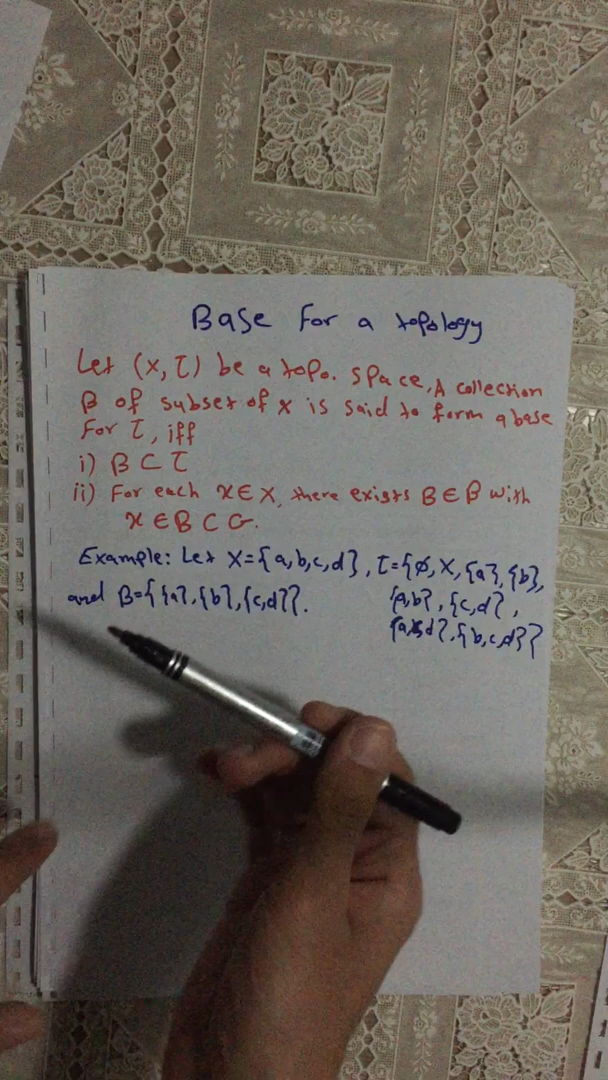 Base For a topology
Let (X, τ) be a topo. space, A collection
β of subset of X is said to form a base
For τ, iff
i) β ⊂ τ
ii) For each x ∈ X, there exists B ∈ β with
x ∈ B ⊂ G.
Example: Let X={a,b,c,d}, τ={ø, X, {a}, {b},
{a,b}, {c,d},
and β={{a},{b},{c,d}}.
{b,c,d}}